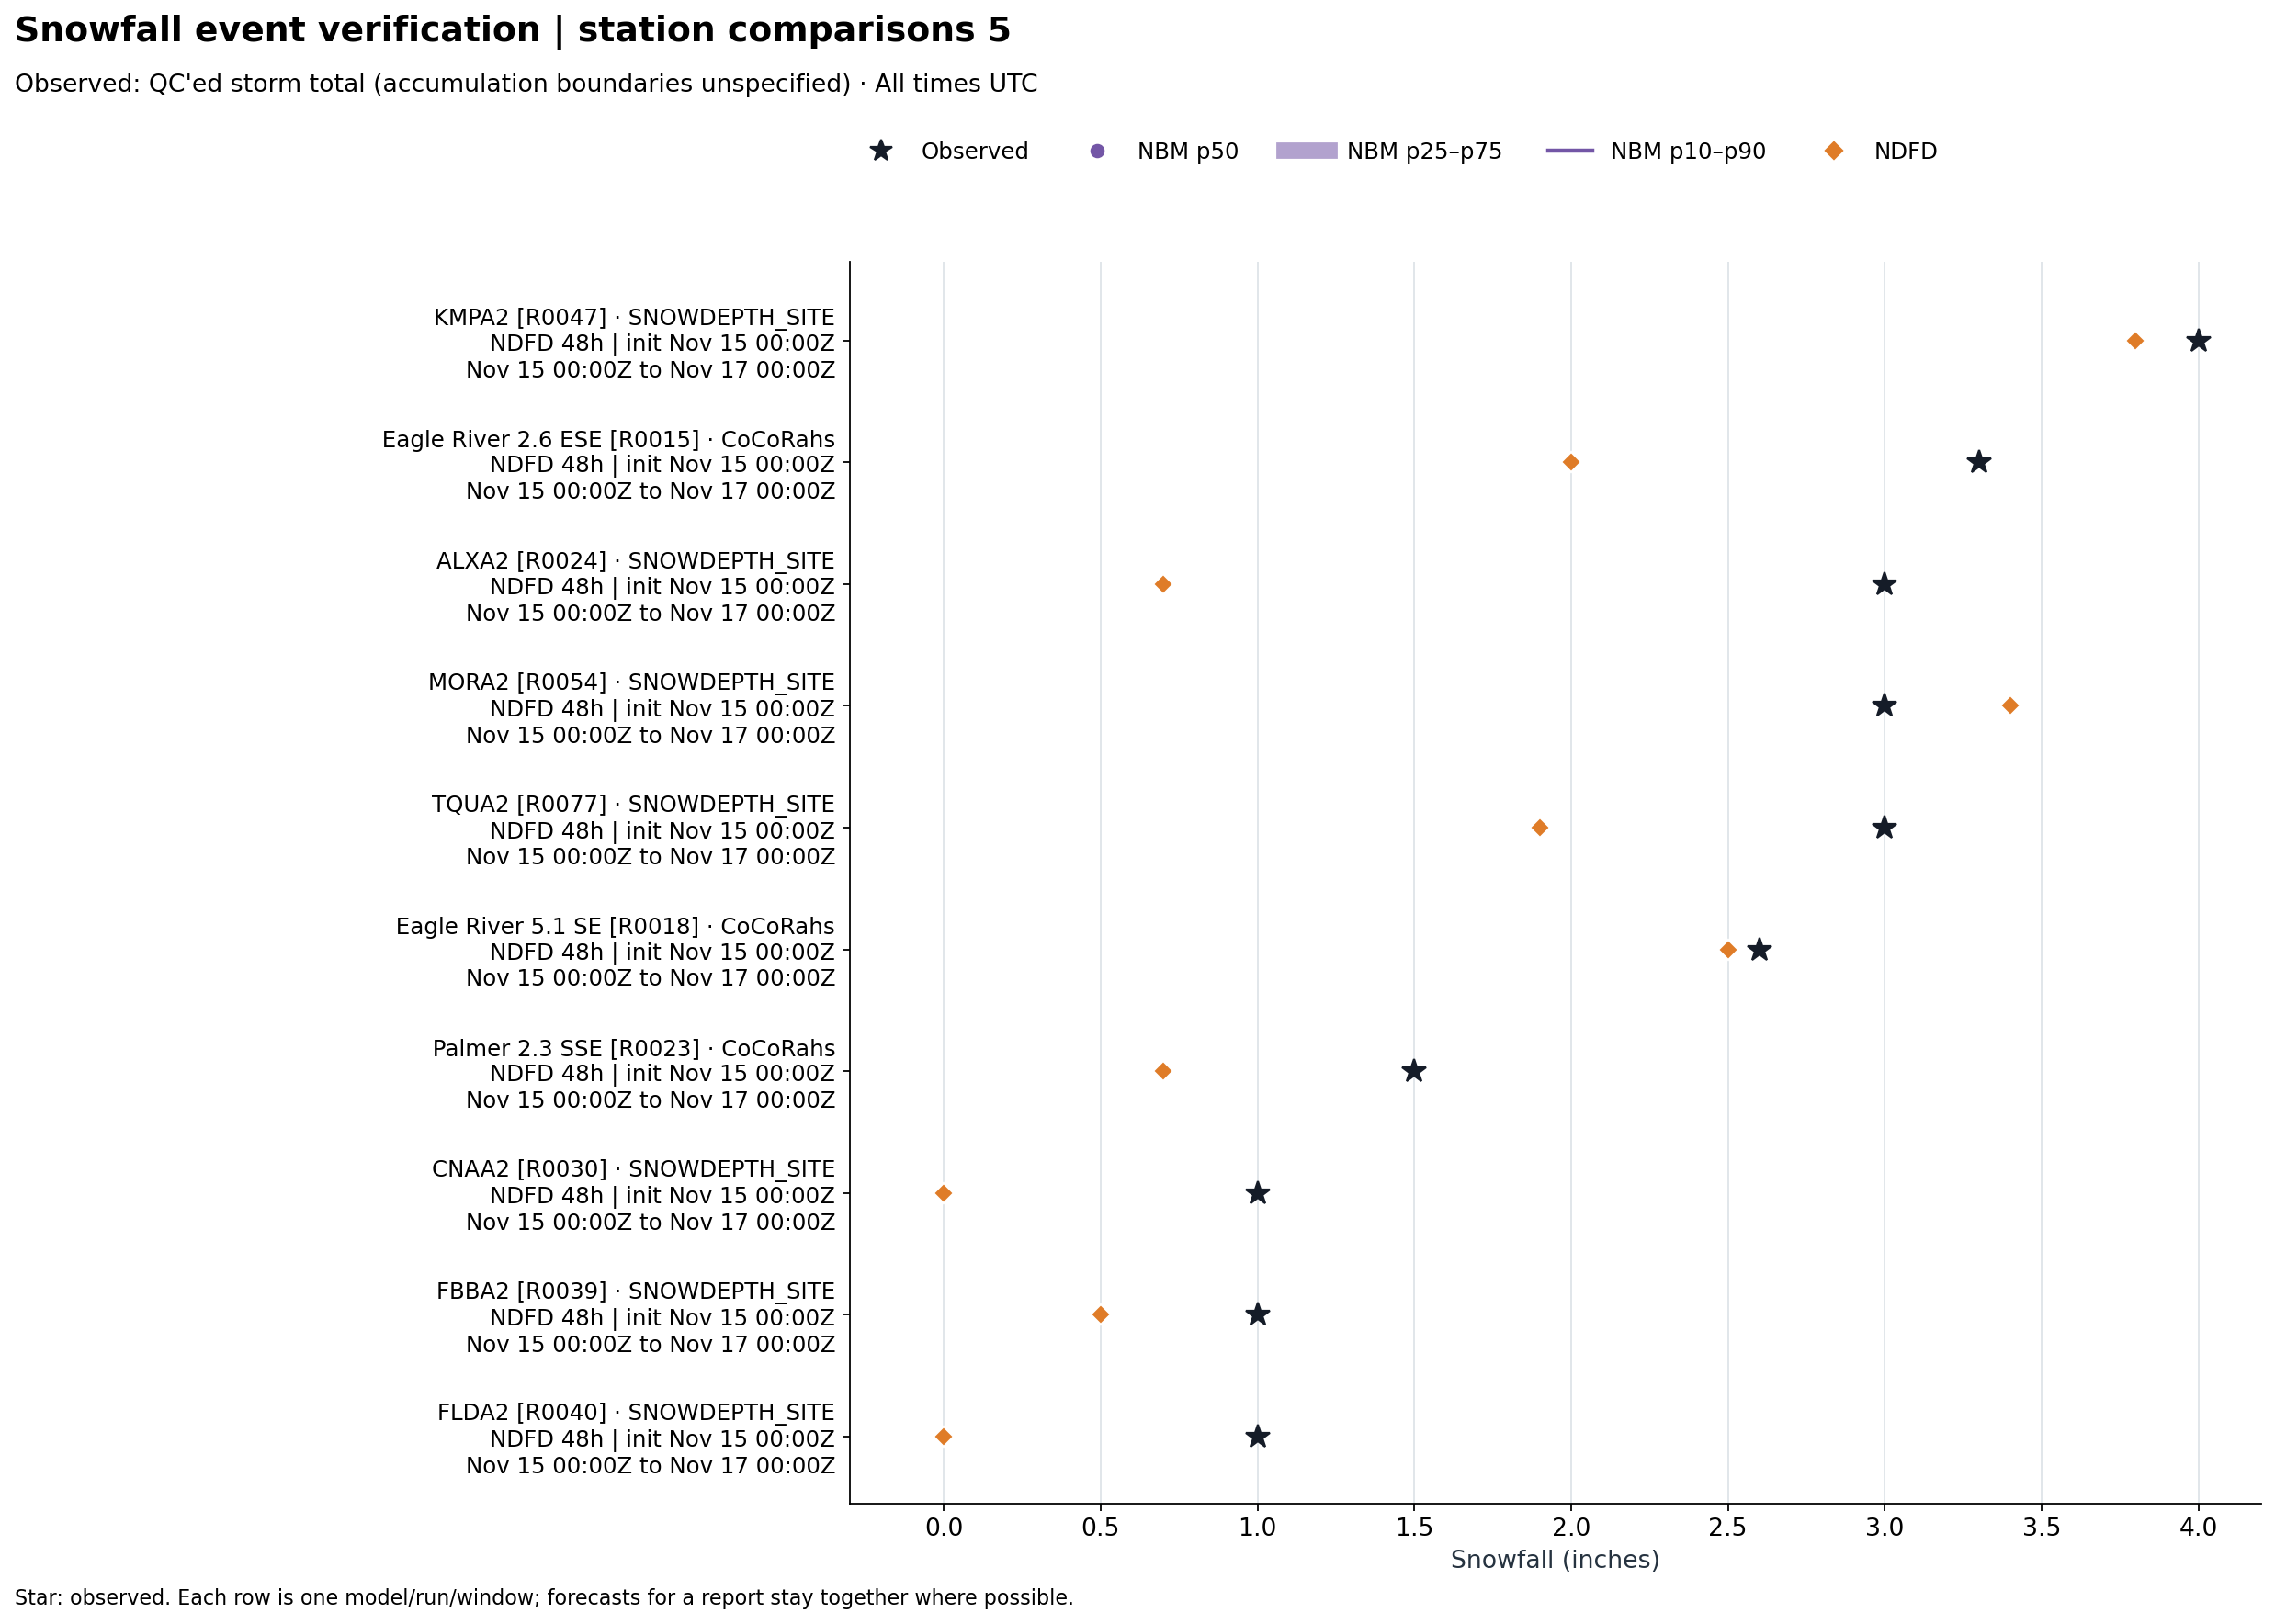 Snowfall event verification | station comparisons 5
Observed: QC'ed storm total (accumulation boundaries unspecified) · All times UTC
Observed
NBM p50
NBM p25–p75
NBM p10–p90
NDFD
KMPA2 [R0047] · SNOWDEPTH_SITE
NDFD 48h | init Nov 15 00:00Z
Nov 15 00:00Z to Nov 17 00:00Z
Eagle River 2.6 ESE [R0015] · CoCoRahs
NDFD 48h | init Nov 15 00:00Z
Nov 15 00:00Z to Nov 17 00:00Z
ALXA2 [R0024] · SNOWDEPTH_SITE
NDFD 48h | init Nov 15 00:00Z
Nov 15 00:00Z to Nov 17 00:00Z
MORA2 [R0054] · SNOWDEPTH_SITE
NDFD 48h | init Nov 15 00:00Z
Nov 15 00:00Z to Nov 17 00:00Z
TQUA2 [R0077] · SNOWDEPTH_SITE
NDFD 48h | init Nov 15 00:00Z
Nov 15 00:00Z to Nov 17 00:00Z
Eagle River 5.1 SE [R0018] · CoCoRahs
NDFD 48h | init Nov 15 00:00Z
Nov 15 00:00Z to Nov 17 00:00Z
Palmer 2.3 SSE [R0023] · CoCoRahs
NDFD 48h | init Nov 15 00:00Z
Nov 15 00:00Z to Nov 17 00:00Z
CNAA2 [R0030] · SNOWDEPTH_SITE
NDFD 48h | init Nov 15 00:00Z
Nov 15 00:00Z to Nov 17 00:00Z
FBBA2 [R0039] · SNOWDEPTH_SITE
NDFD 48h | init Nov 15 00:00Z
Nov 15 00:00Z to Nov 17 00:00Z
FLDA2 [R0040] · SNOWDEPTH_SITE
NDFD 48h | init Nov 15 00:00Z
Nov 15 00:00Z to Nov 17 00:00Z
0.0 0.5 1.0 1.5 2.0 2.5 3.0 3.5 4.0
Snowfall (inches)
Star: observed. Each row is one model/run/window; forecasts for a report stay together where possible.